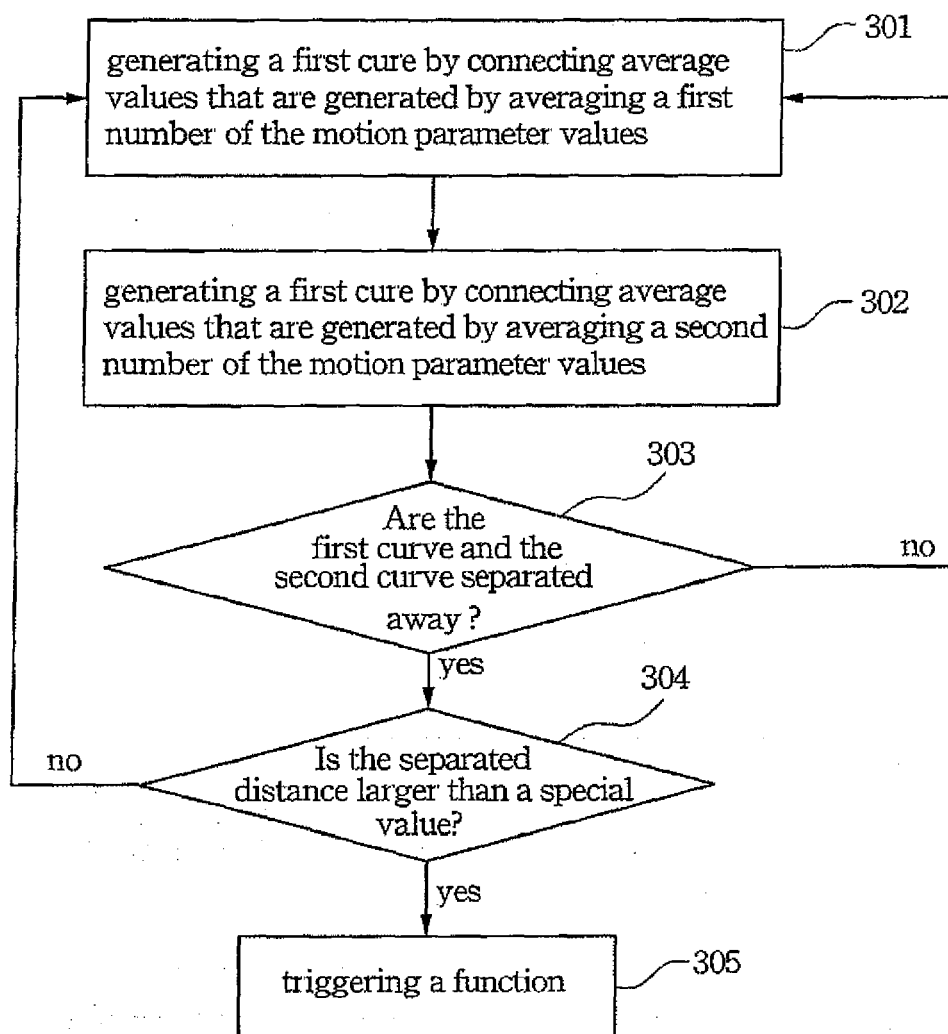 301
generating a first cure by connecting average
values that are generated by averaging a first
number of the motion parameter values
generating a first cure by connecting average
values that are generated by averaging a second
number of the motion parameter values
302
303
Are the
first curve and the
second curve separated
away ?
no
yes
304
Is the separated
distance larger than a special
value?
no
yes
triggering a function
305